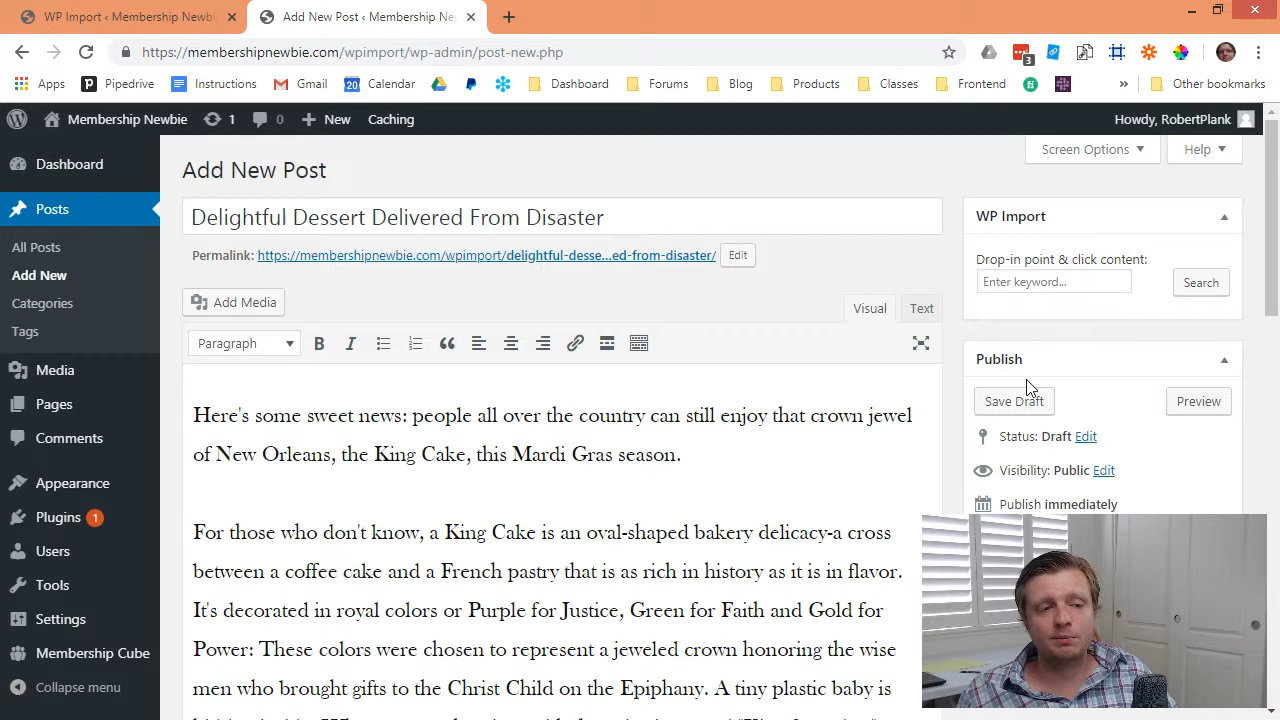 WP Import ‹ Membership Newbi
Add New Post ‹ Membership Ne
https://membershipnewbie.com/wpimport/wp-admin/post-new.php
3
Apps
Pipedrive
Instructions
Gmail
20
Calendar
Dashboard
Forums
Blog
Products
Classes
Frontend
Other bookmarks
Membership Newbie
1
0
New
Caching
Howdy, RobertPlank
Dashboard
Posts
All Posts
Add New
Categories
Tags
Media
Pages
Comments
Appearance
Plugins 1
Users
Tools
Settings
Membership Cube
Collapse menu
Screen Options
Help
Add New Post
Delightful Dessert Delivered From Disaster
Permalink: https://membershipnewbie.com/wpimport/delightful-desse...ed-from-disaster/ Edit
Add Media
Visual
Text
Paragraph
B
I
Here's some sweet news: people all over the country can still enjoy that crown jewel
of New Orleans, the King Cake, this Mardi Gras season.
For those who don't know, a King Cake is an oval-shaped bakery delicacy-a cross
between a coffee cake and a French pastry that is as rich in history as it is in flavor.
It's decorated in royal colors or Purple for Justice, Green for Faith and Gold for
Power: These colors were chosen to represent a jeweled crown honoring the wise
men who brought gifts to the Christ Child on the Epiphany. A tiny plastic baby is
WP Import
Drop-in point & click content:
Enter keyword...
Search
Publish
Save Draft
Preview
Status: Draft Edit
Visibility: Public Edit
Publish immediately